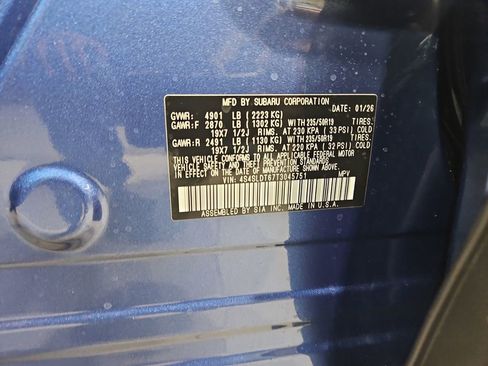 MFD BY SUBARU CORPORATION
DATE: 01/26
GVWR: 4901 LB (2223 KG)
GAWR:F 2870 LB (1302 KG) WITH 235/50R19 TIRES.
19X7 1/2J RIMS. AT 230 KPA (33 PSI) COLD
GAWR:R 2491 LB (1130 KG) WITH 235/50R19 TIRES.
19X7 1/2J RIMS. AT 220 KPA (32 PSI) COLD
THIS VEHICLE CONFORMS TO ALL APPLICABLE FEDERAL MOTOR
VEHICLE SAFETY AND THEFT PREVENTION STANDARDS
IN EFFECT ON THE DATE OF MANUFACTURE SHOWN ABOVE.
VIN: 4S4SLDT67T3045751 MPV
ASSEMBLED BY SIA INC. MADE IN U.S.A.